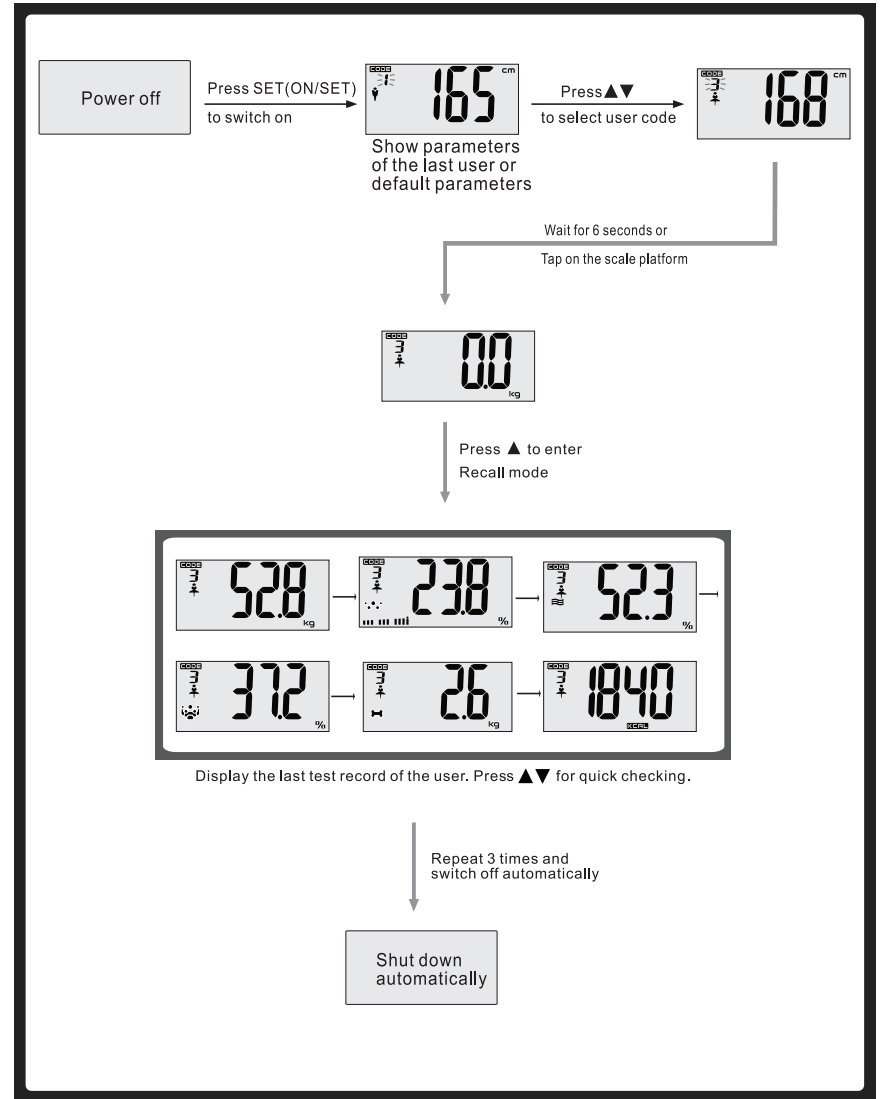 Power off
Press SET(ON/SET)
to switch on
CODE
1
165 cm
Show parameters
of the last user or
default parameters
Press▲▼
to select user code
CODE
3
168 cm
Wait for 6 seconds or
Tap on the scale platform
CODE
3
0.0
kg
Press ▲ to enter
Recall mode
CODE
3
52.8
kg
CODE
3
23.8
%
CODE
3
52.3
%
CODE
3
37.2
%
CODE
3
2.6
kg
CODE
3
1840
KCAL
Display the last test record of the user. Press ▲▼ for quick checking.
Repeat 3 times and
switch off automatically
Shut down
automatically